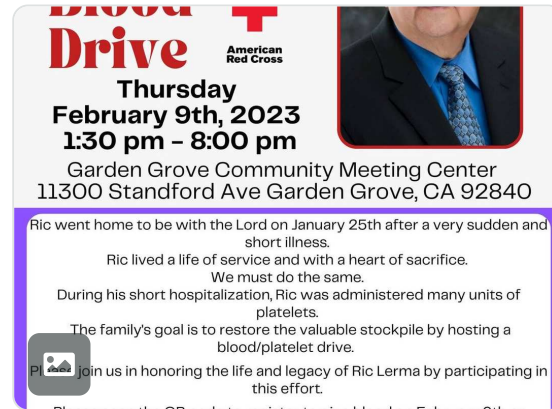 Blood
Drive
American
Red Cross
Thursday
February 9th, 2023
1:30 pm - 8:00 pm
Garden Grove Community Meeting Center
11300 Standford Ave Garden Grove, CA 92840
Ric went home to be with the Lord on January 25th after a very sudden and
short illness.
Ric lived a life of service and with a heart of sacrifice.
We must do the same.
During his short hospitalization, Ric was administered many units of
platelets.
The family's goal is to restore the valuable stockpile by hosting a
blood/platelet drive.
Please join us in honoring the life and legacy of Ric Lerma by participating in
this effort.